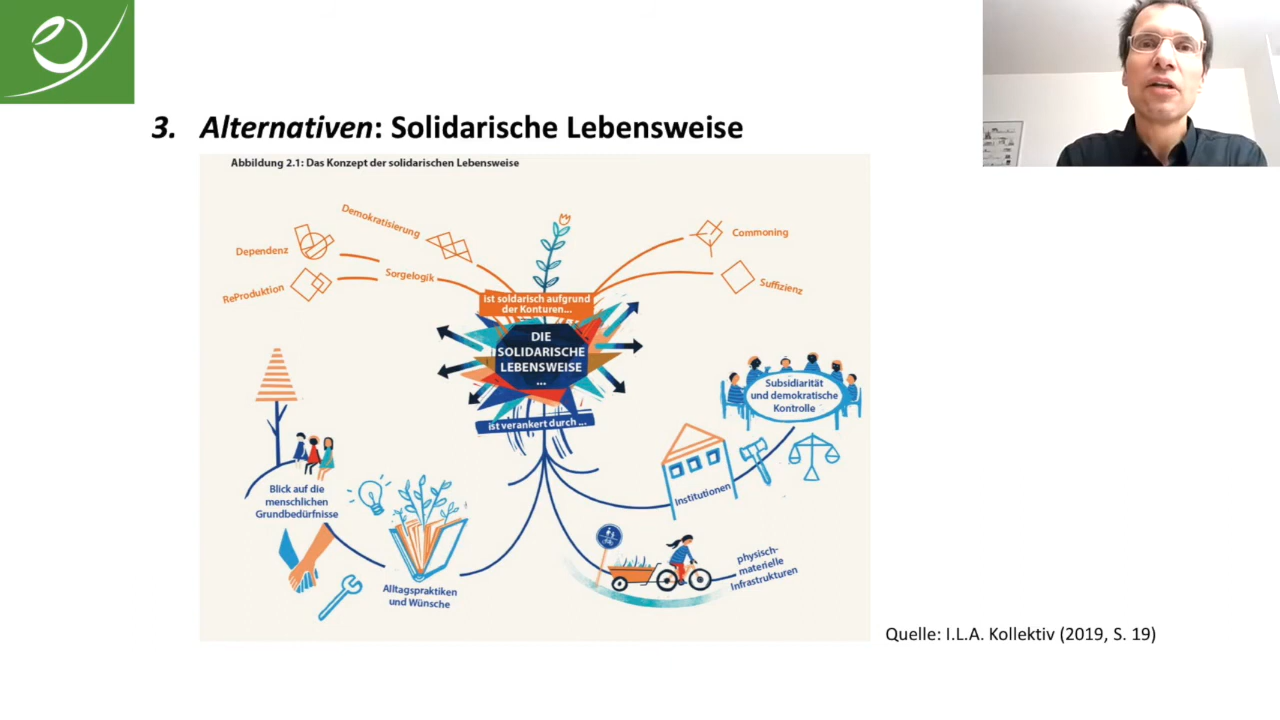 3. Alternativen: Solidarische Lebensweise
Abbildung 2.1: Das Konzept der solidarischen Lebensweise
Demokratisierung
Dependenz
Sorgelogik
ReProduktion
Commoning
Suffizienz
ist soldarisch aufgrund
der Konturen...
DIE
SOLIDARISCHE
LEBENSWEISE
...
ist verankert durch ...
Subsidiarität
und demokratische
Kontrolle
Institutionen
Blick auf die
menschlichen
Grundbedürfnisse
Alltagspraktiken
und Wünsche
physisch-
materielle
Infrastrukturen
Quelle: I.L.A. Kollektiv (2019, S. 19)